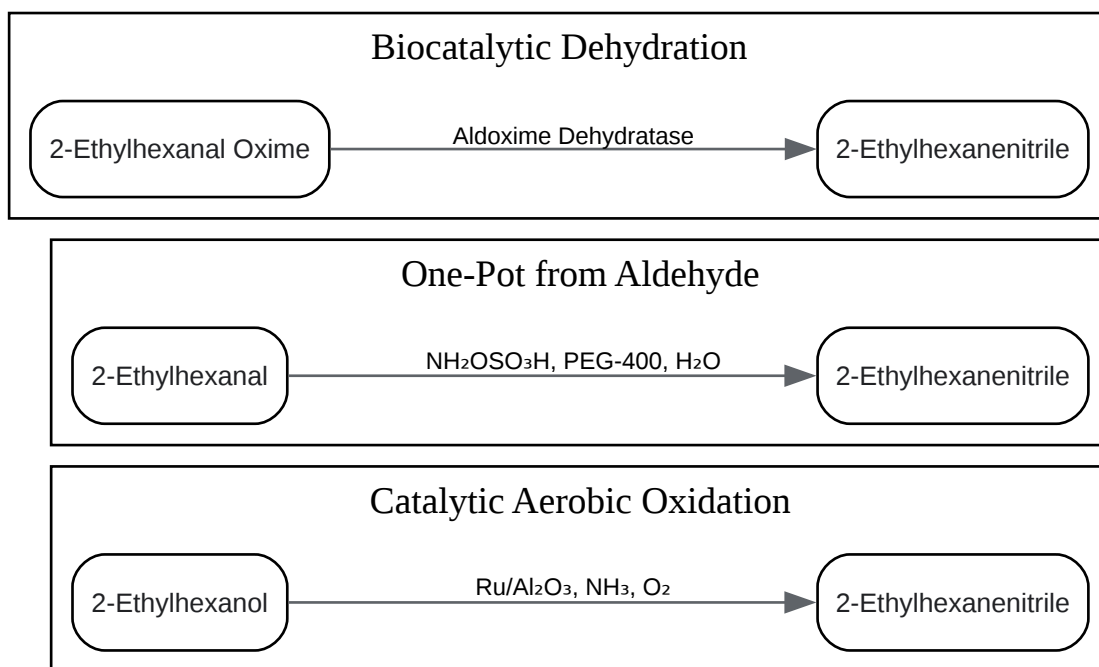 Biocatalytic Dehydration
2-Ethylhexanal Oxime
Aldoxime Dehydratase
2-Ethylhexanenitrile
One-Pot from Aldehyde
2-Ethylhexanal
NH₂OSO₃H, PEG-400, H₂O
2-Ethylhexanenitrile
Catalytic Aerobic Oxidation
2-Ethylhexanol
Ru/Al₂O₃, NH₃, O₂
2-Ethylhexanenitrile